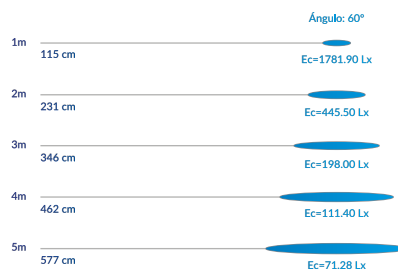 Ángulo: 60°
1m
115 cm
Ec=1781.90 Lx
2m
231 cm
Ec=445.50 Lx
3m
346 cm
Ec=198.00 Lx
4m
462 cm
Ec=111.40 Lx
5m
577 cm
Ec=71.28 Lx